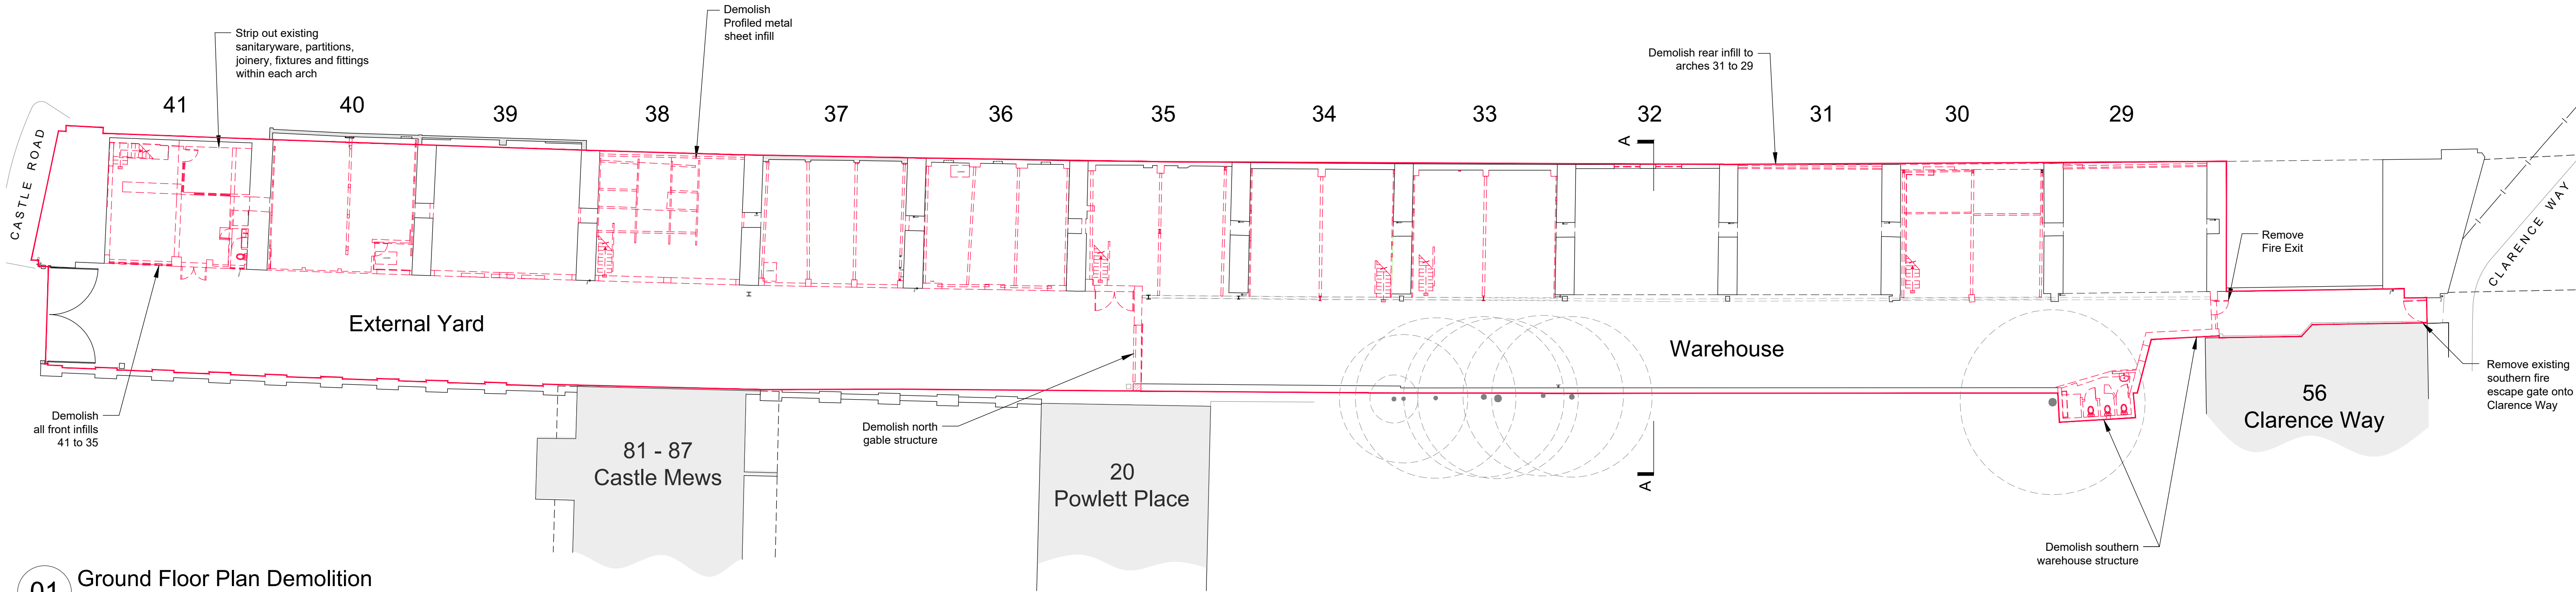 Demolish
Profiled metal
sheet infill
Strip out existing
sanitaryware, partitions,
joinery, fixtures and fittings
within each arch
Demolish rear infill to
arches 31 to 29
41
40
39
38
37
36
35
34
33
32
31
30
29
CASTLE ROAD
A
CLARENCE WAY
Remove
Fire Exit
External Yard
Warehouse
Remove existing
southern fire
escape gate onto
Clarence Way
Demolish
all front infills
41 to 35
Demolish north
gable structure
56
Clarence Way
81 - 87
Castle Mews
20
Powlett Place
A
Demolish southern
warehouse structure
01
Ground Floor Plan Demolition